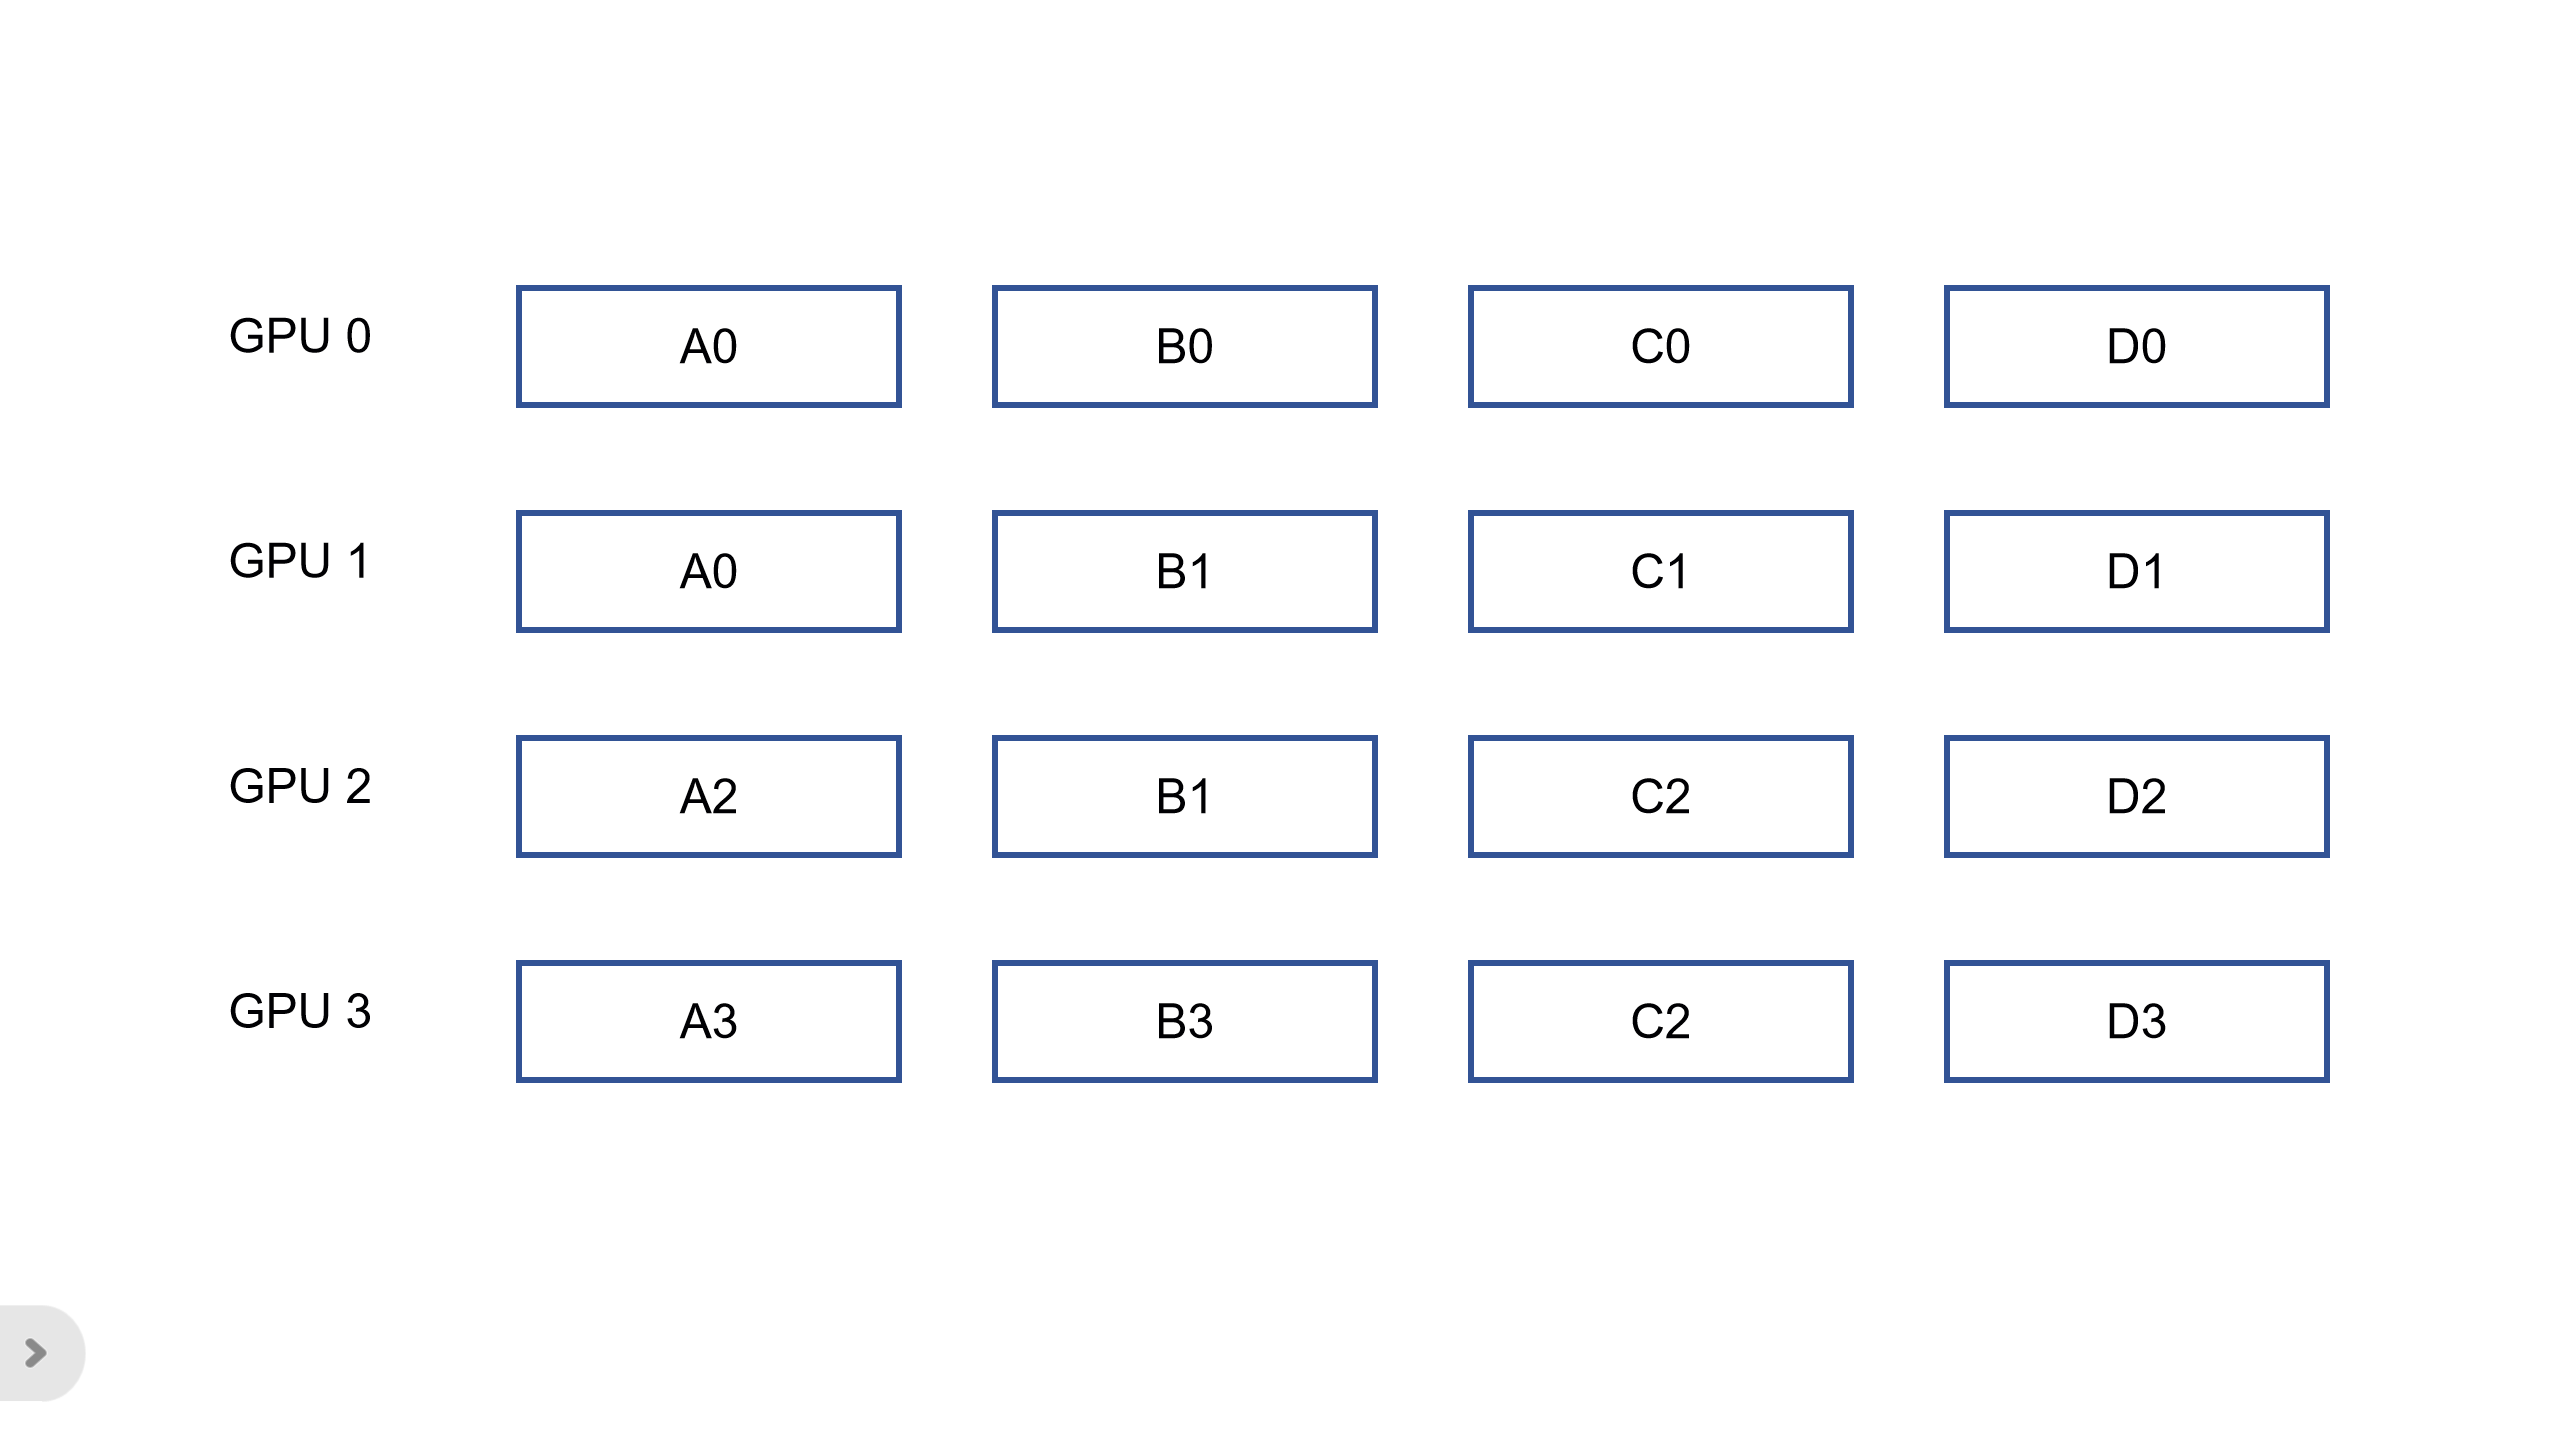 GPU 0 A0 B0 C0 D0
GPU 1 A0 B1 C1 D1
GPU 2 A2 B1 C2 D2
GPU 3 A3 B3 C2 D3